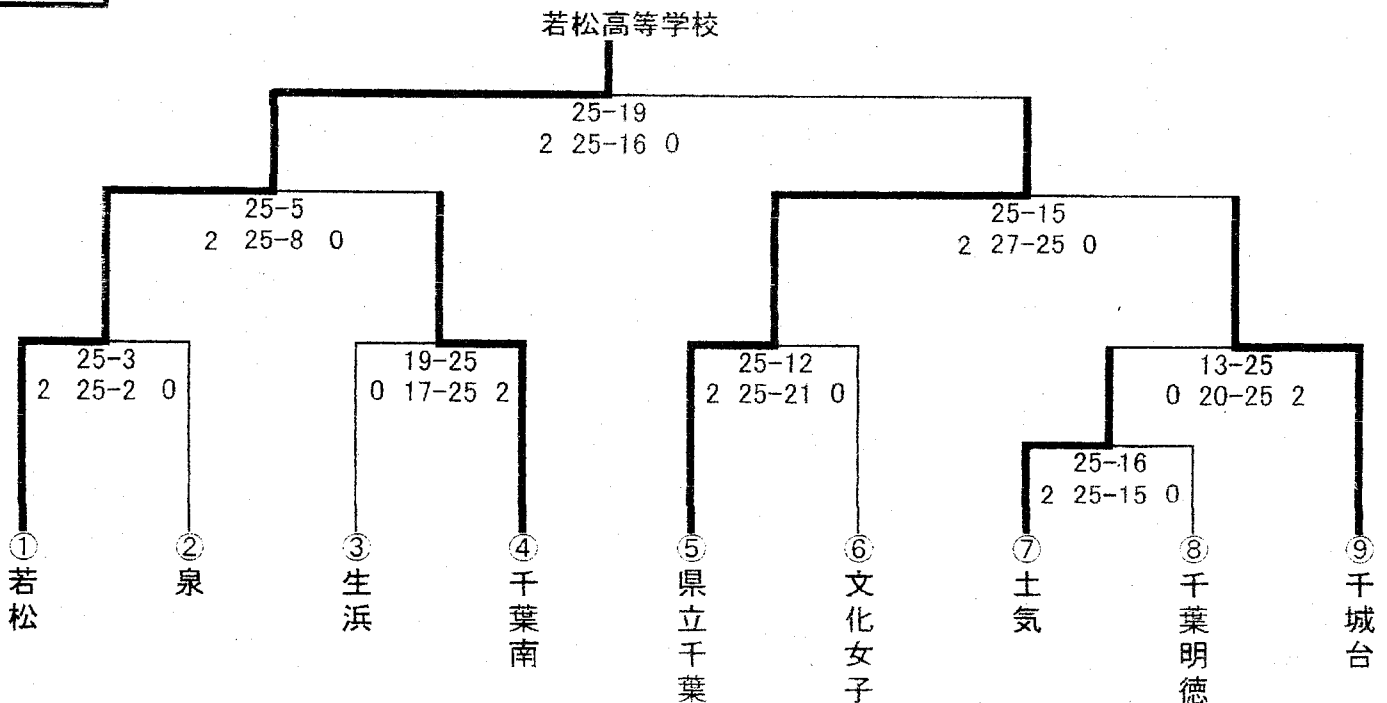 若松高等学校
25-19
2 25-16 0
25-5
2 25-8 0
25-15
2 27-25 0
25-3
2 25-2 0
19-25
0 17-25 2
25-12
2 25-21 0
13-25
0 20-25 2
25-16
2 25-15 0
①若松
②泉
③生浜
④千葉南
⑤県立千葉
⑥文化女子
⑦土気
⑧千葉明徳
⑨千城台